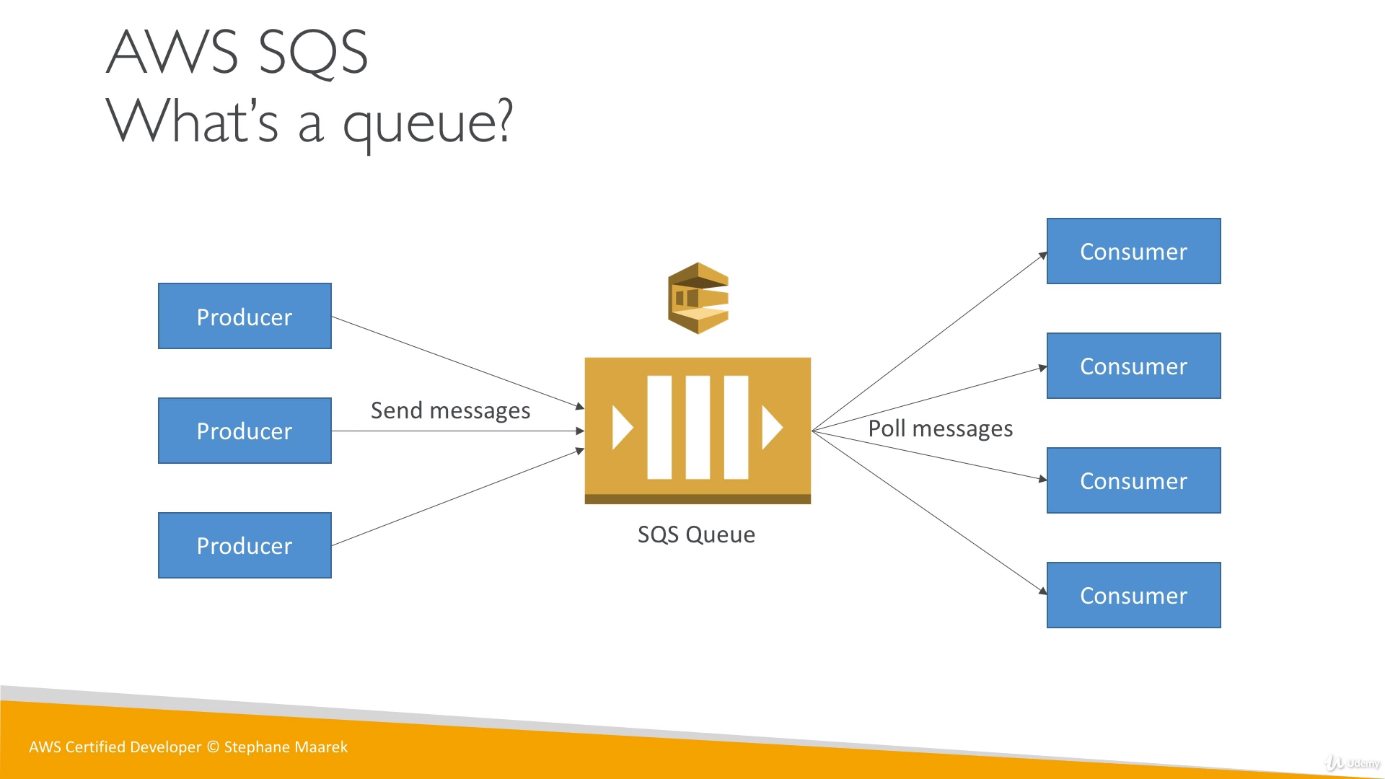 AWS SQS
What's a queue?
Producer
Producer
Producer
Send messages
SQS Queue
Poll messages
Consumer
Consumer
Consumer
Consumer
AWS Certified Developer © Stephane Maarek
Udemy